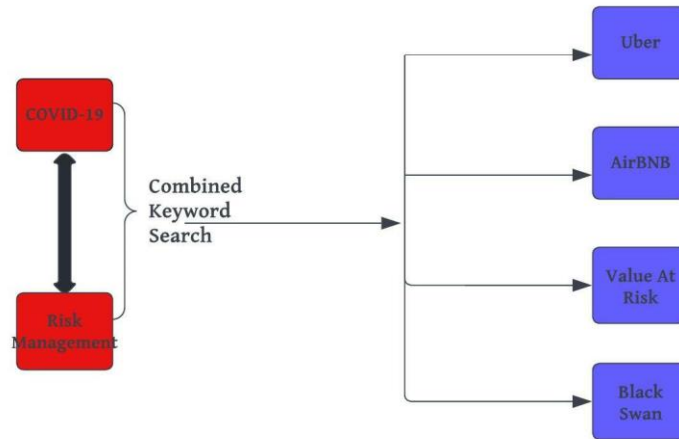 Uber
COVID-19
AirBNB
Combined
Keyword
Search
Value At
Risk
Risk
Management
Black
Swan